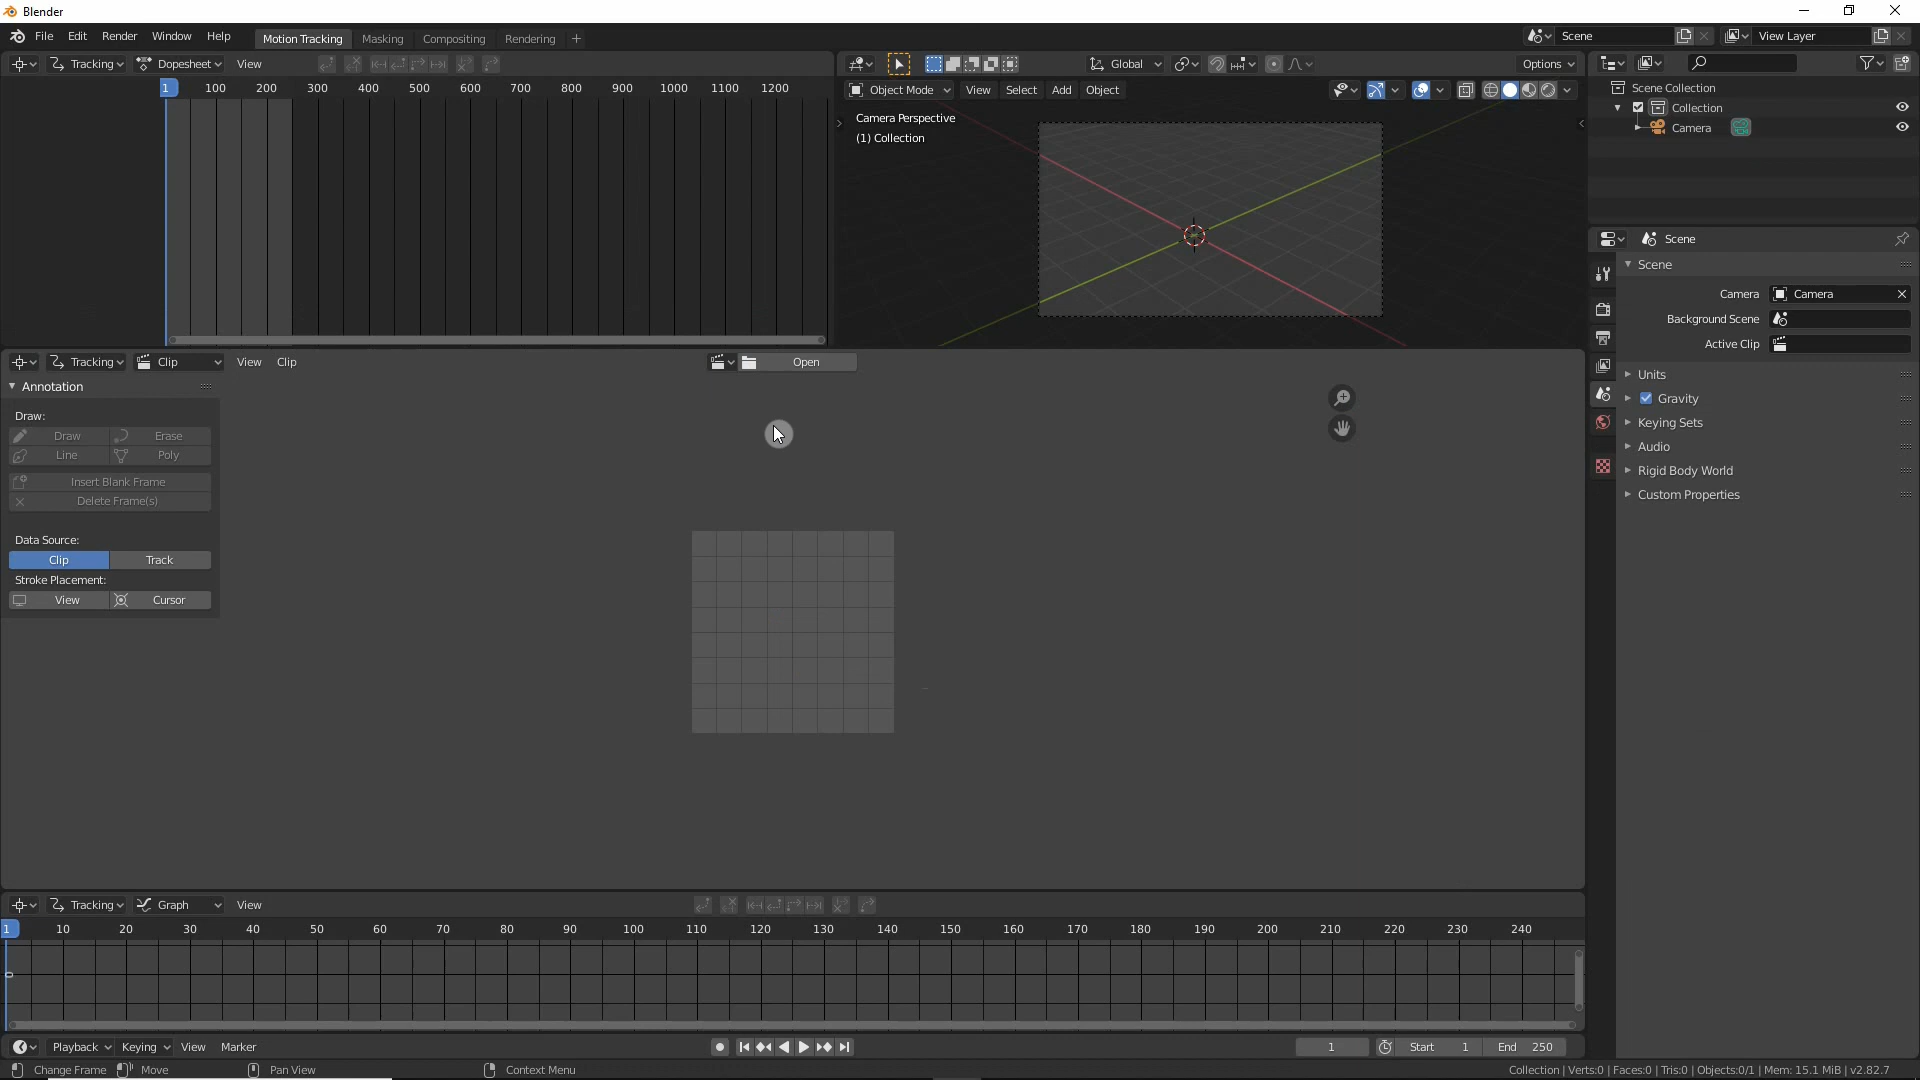 Blender
File Edit Render Window Help Motion Tracking Masking Compositing Rendering + Scene View Layer
Tracking Dopesheet View Global Options
1 100 200 300 400 500 600 700 800 900 1000 1100 1200
Object Mode View Select Add Object
Camera Perspective
(1) Collection
Scene Collection
Collection
Camera
Scene
Scene
Camera Camera
Background Scene
Active Clip
Units
Gravity
Keying Sets
Audio
Rigid Body World
Custom Properties
Tracking Clip View Clip Open
Annotation
Draw:
Draw Erase
Line Poly
Insert Blank Frame
Delete Frame(s)
Data Source:
Clip Track
Stroke Placement:
View Cursor
Tracking Graph View
1 10 20 30 40 50 60 70 80 90 100 110 120 130 140 150 160 170 180 190 200 210 220 230 240
Playback Keying View Marker 1 Start 1 End 250
Change Frame Move Pan View Context Menu Collection | Verts:0 | Faces:0 | Tris:0 | Objects:0/1 | Mem: 15.1 MiB | v2.82.7